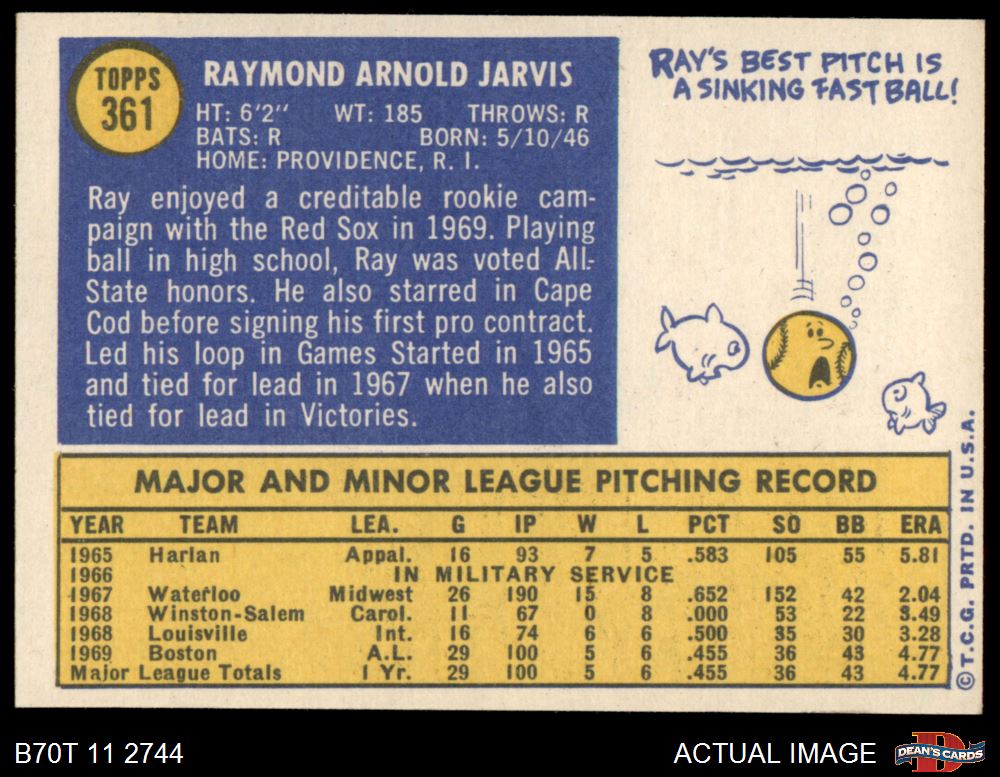 TOPPS
361
RAYMOND ARNOLD JARVIS
HT: 6'2" WT: 185 THROWS: R
BATS: R BORN: 5/10/46
HOME: PROVIDENCE, R. I.
Ray enjoyed a creditable rookie cam-
paign with the Red Sox in 1969. Playing
ball in high school, Ray was voted All-
State honors. He also starred in Cape
Cod before signing his first pro contract.
Led his loop in Games Started in 1965
and tied for lead in 1967 when he also
tied for lead in Victories.
RAY'S BEST PITCH IS
A SINKING FAST BALL!
MAJOR AND MINOR LEAGUE PITCHING RECORD
YEAR TEAM LEA. G IP W L PCT SO BB ERA
1965 Harlan Appal. 16 93 7 5 .583 105 55 5.81
1966 IN MILITARY SERVICE
1967 Waterloo Midwest 26 190 15 8 .652 152 42 2.04
1968 Winston-Salem Carol. 11 67 0 8 .000 53 22 3.49
1968 Louisville Int. 16 74 6 6 .500 35 30 3.28
1969 Boston A.L. 29 100 5 6 .455 36 43 4.77
Major League Totals 1 Yr. 29 100 5 6 .455 36 43 4.77
© T.C.G. PRTD. IN U.S.A.
B70T 11 2744
ACTUAL IMAGE
D
DEAN'S CARDS